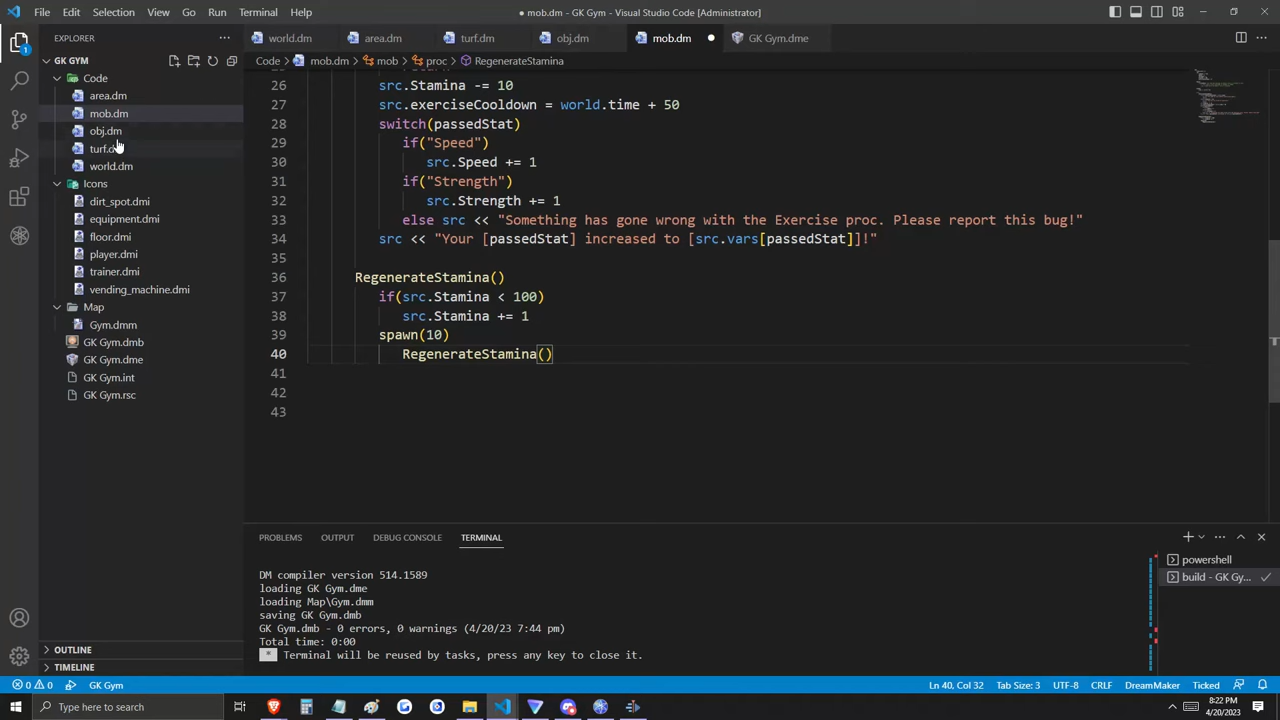 File Edit Selection View Go Run Terminal Help
mob.dm - GK Gym - Visual Studio Code [Administrator]
EXPLORER
world.dm area.dm turf.dm obj.dm mob.dm GK Gym.dme
GK GYM
Code > mob.dm > mob > proc > RegenerateStamina
Code
area.dm
mob.dm
obj.dm
world.dm
Icons
dirt_spot.dmi
equipment.dmi
floor.dmi
player.dmi
trainer.dmi
vending_machine.dmi
Map
Gym.dmm
GK Gym.dmb
GK Gym.dme
GK Gym.int
GK Gym.rsc
OUTLINE
TIMELINE
26 src.Stamina -= 10
27 src.exerciseCooldown = world.time + 50
28 switch(passedStat)
29 if("Speed")
30 src.Speed += 1
31 if("Strength")
32 src.Strength += 1
33 else src << "Something has gone wrong with the Exercise proc. Please report this bug!"
34 src << "Your [passedStat] increased to [src.vars[passedStat]]!"
35
36 RegenerateStamina()
37 if(src.Stamina < 100)
38 src.Stamina += 1
39 spawn(10)
40 RegenerateStamina()
41
42
43
PROBLEMS OUTPUT DEBUG CONSOLE TERMINAL
powershell
build - GK Gy...
DM compiler version 514.1589
loading GK Gym.dme
loading Map\Gym.dmm
saving GK Gym.dmb
GK Gym.dmb - 0 errors, 0 warnings (4/20/23 7:44 pm)
Total time: 0:00
* Terminal will be reused by tasks, press any key to close it.
0 0 GK Gym
Ln 40, Col 32 Tab Size: 3 UTF-8 CRLF DreamMaker Ticked
Type here to search
8:22 PM
4/20/2023